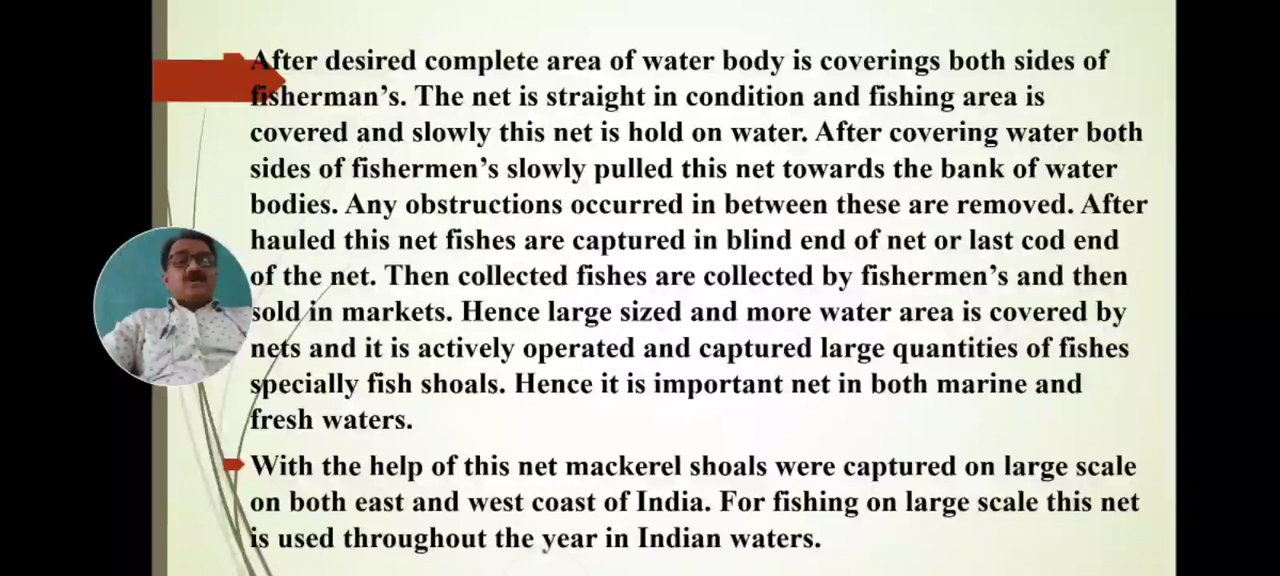 After desired complete area of water body is coverings both sides of
fisherman’s. The net is straight in condition and fishing area is
covered and slowly this net is hold on water. After covering water both
sides of fishermen’s slowly pulled this net towards the bank of water
bodies. Any obstructions occurred in between these are removed. After
hauled this net fishes are captured in blind end of net or last cod end
of the net. Then collected fishes are collected by fishermen’s and then
sold in markets. Hence large sized and more water area is covered by
nets and it is actively operated and captured large quantities of fishes
specially fish shoals. Hence it is important net in both marine and
fresh waters.
With the help of this net mackerel shoals were captured on large scale
on both east and west coast of India. For fishing on large scale this net
is used throughout the year in Indian waters.